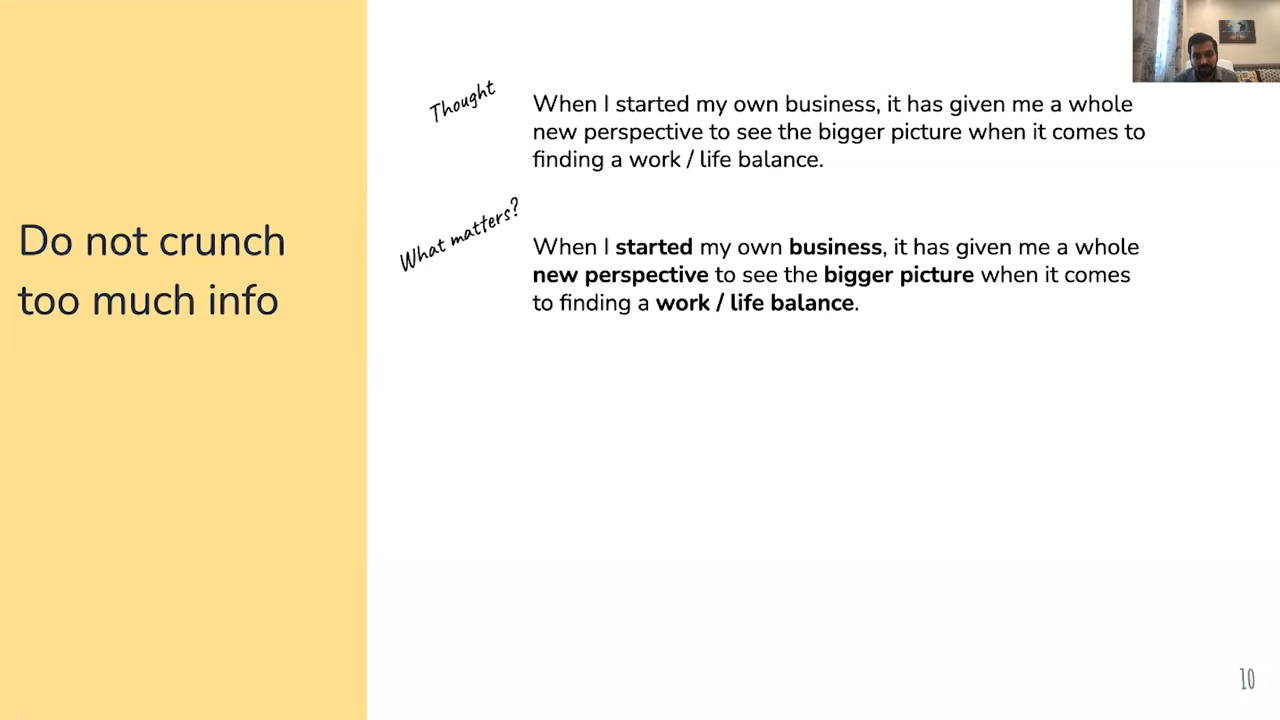 Do not crunch
too much info
Thought
When I started my own business, it has given me a whole
new perspective to see the bigger picture when it comes to
finding a work / life balance.
What matters?
When I started my own business, it has given me a whole
new perspective to see the bigger picture when it comes
to finding a work / life balance.
10